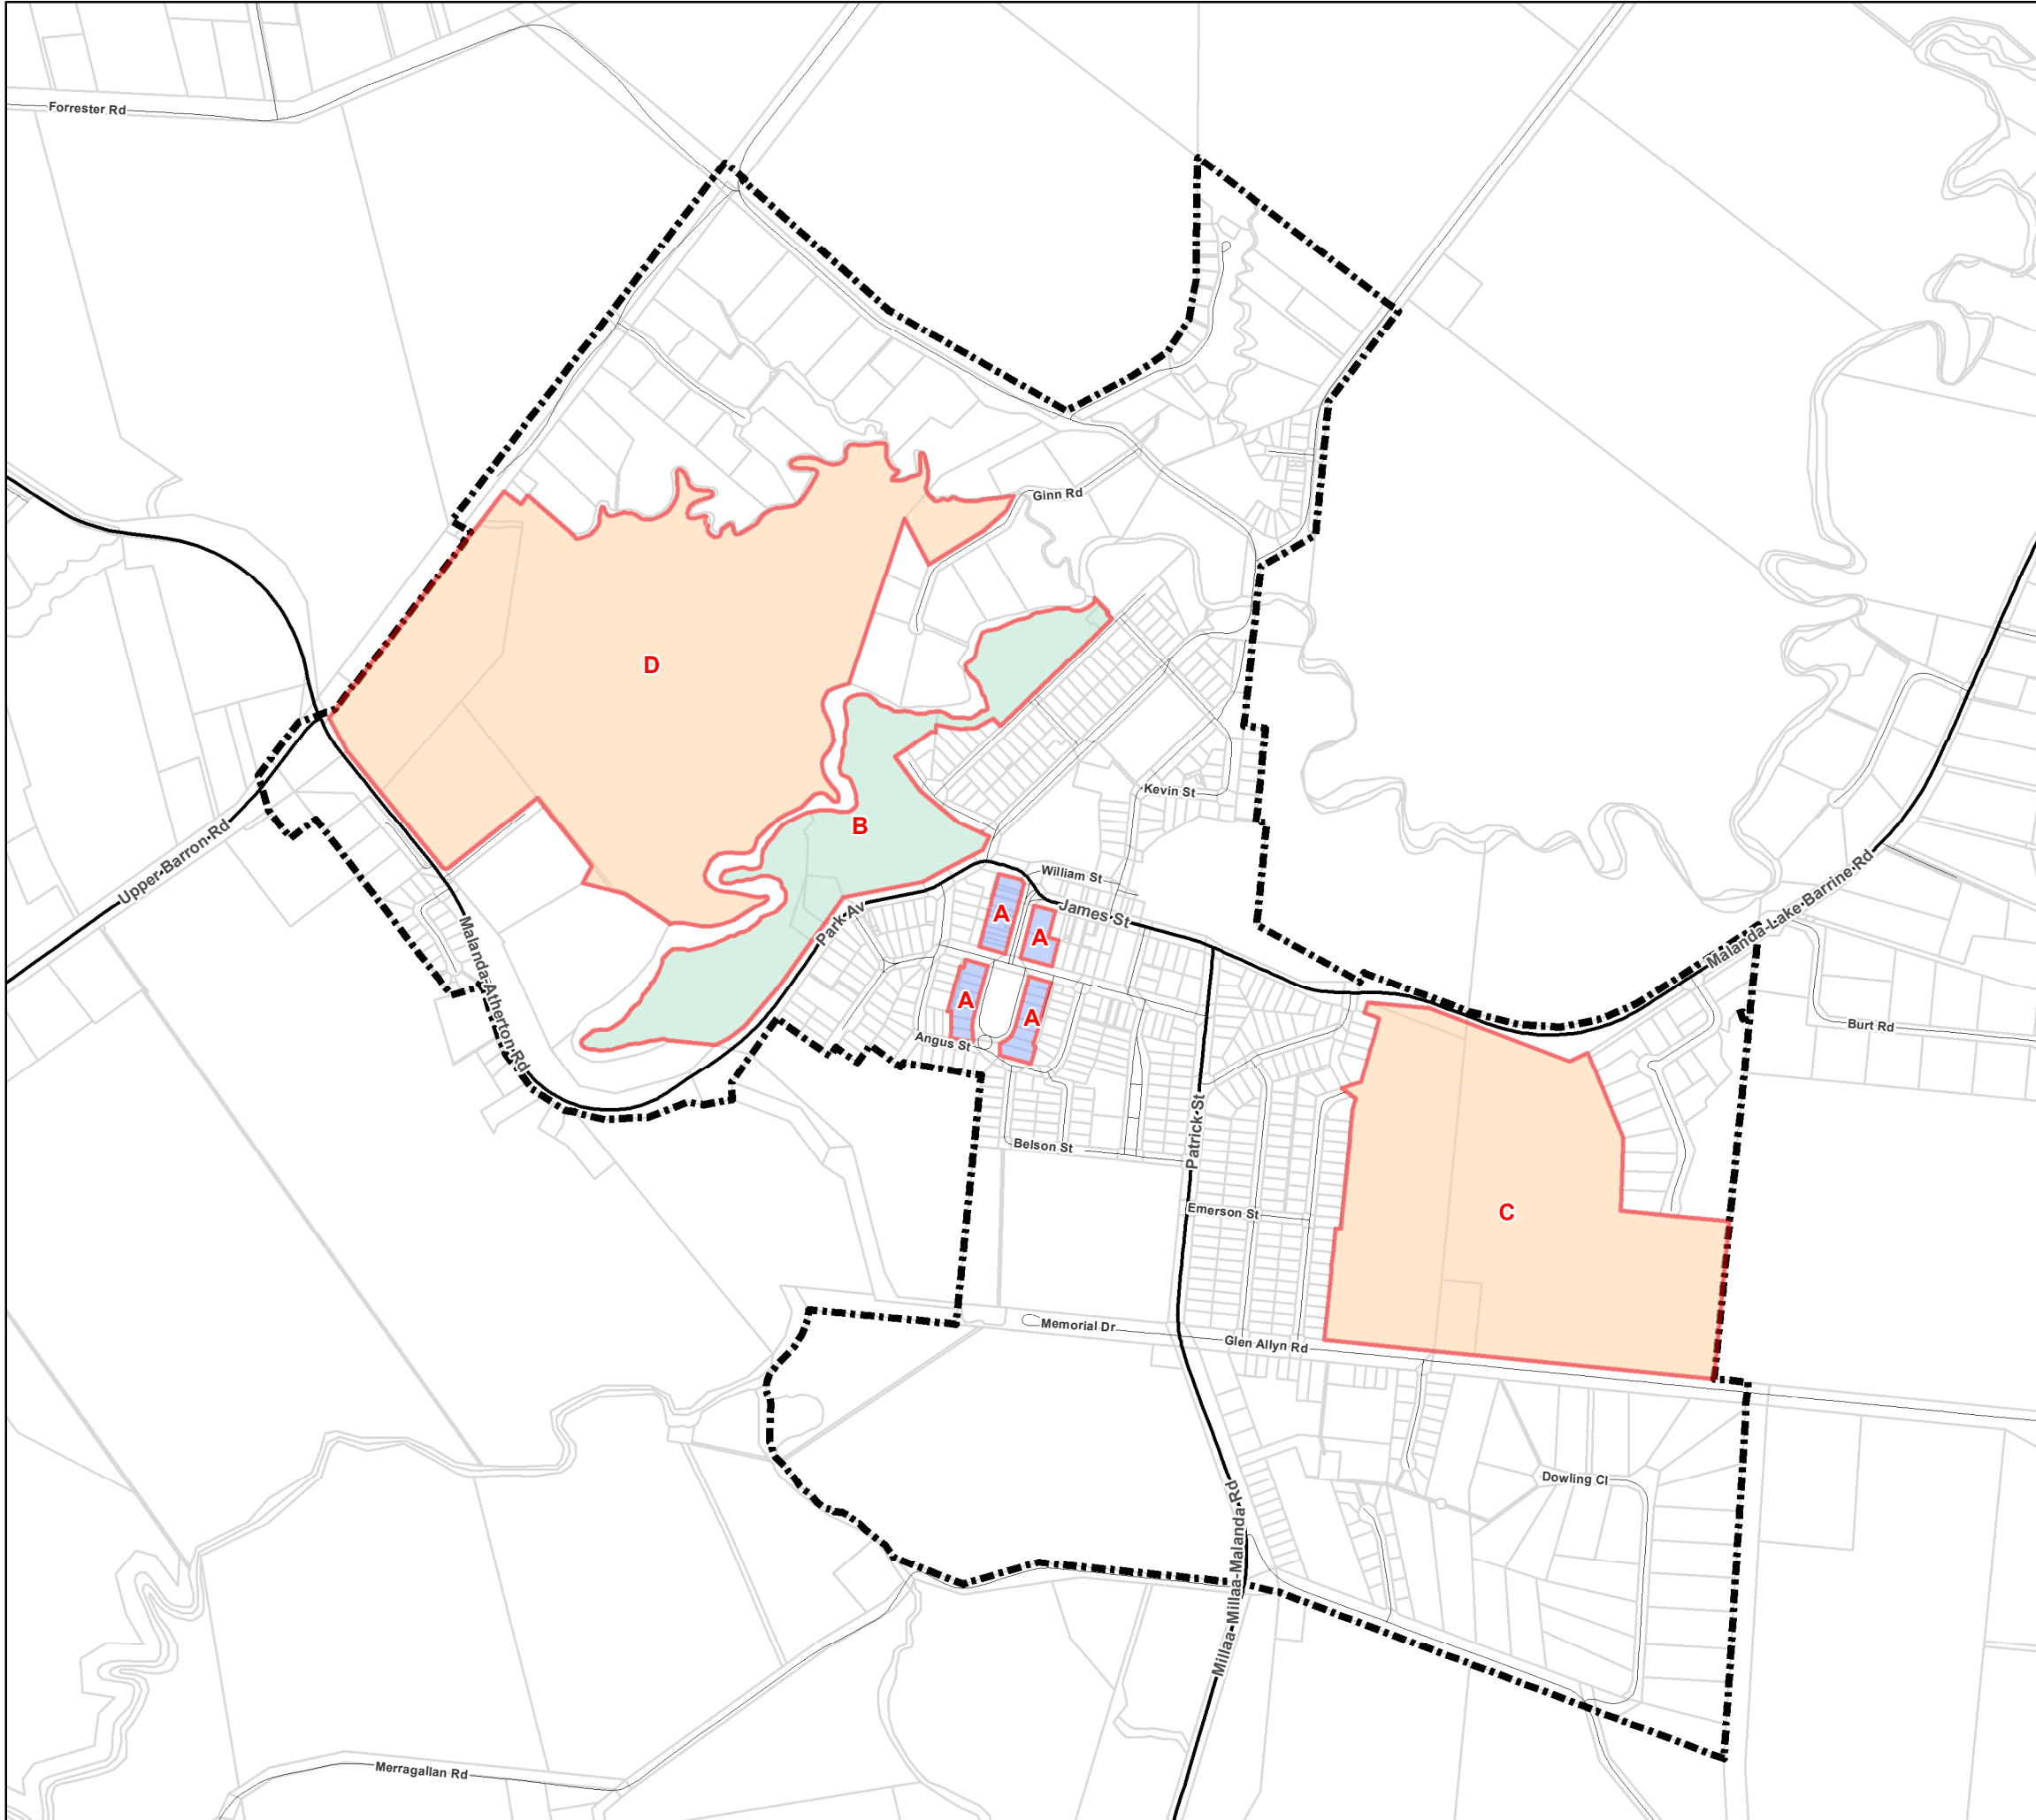 Forrester Rd
Ginn Rd
D
Kevin St
B
Upper Barron Rd
William St
A
James St
Park Av
A
Malanda-Lake Barrine Rd
Malanda-Atherton Rd
A
A
Burt Rd
Angus St
Patrick St
Belson St
Emerson St
C
Memorial Dr
Glen Allyn Rd
Dowling Cl
Millaa-Millaa-Malanda Rd
Merragallan Rd